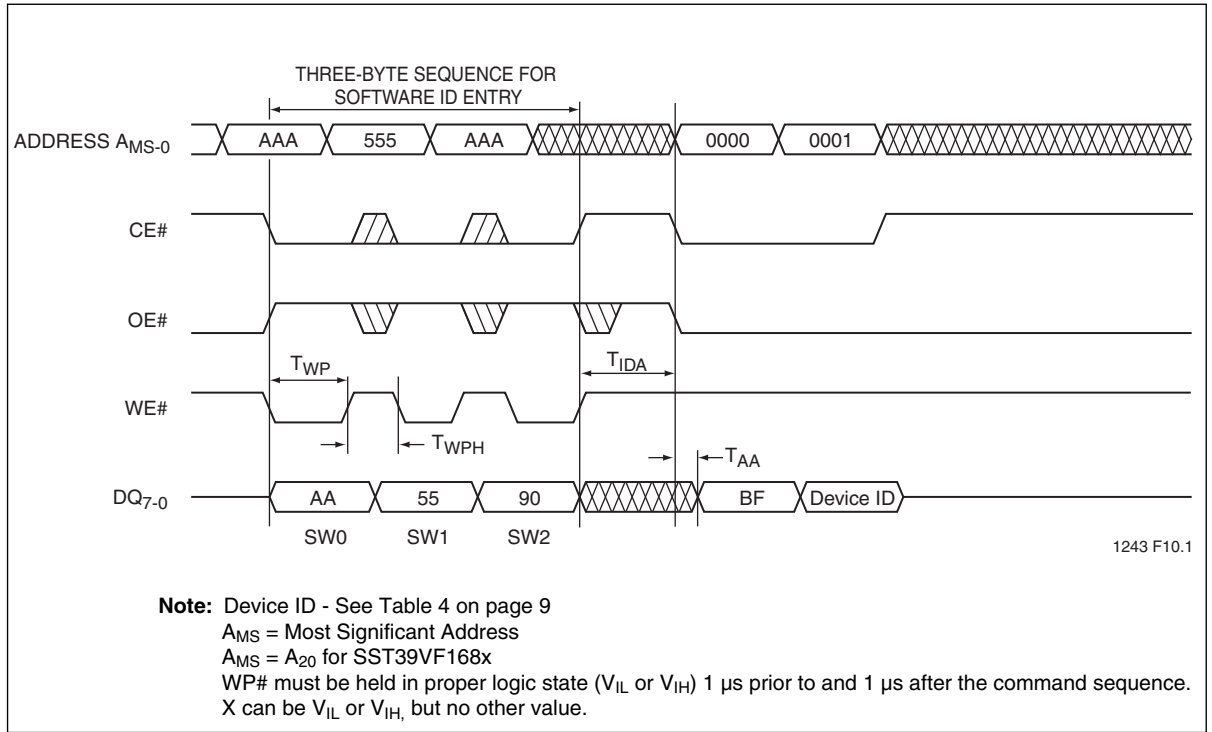 THREE-BYTE SEQUENCE FOR
SOFTWARE ID ENTRY
ADDRESS AMS-0 AAA 555 AAA 0000 0001
CE#
OE#
TWP TIDA
WE#
TWPH TAA
DQ7-0 AA 55 90 BF Device ID
SW0 SW1 SW2
1243 F10.1
Note: Device ID - See Table 4 on page 9
AMS = Most Significant Address
AMS = A20 for SST39VF168x
WP# must be held in proper logic state (VIL or VIH) 1 µs prior to and 1 µs after the command sequence.
X can be VIL or VIH, but no other value.